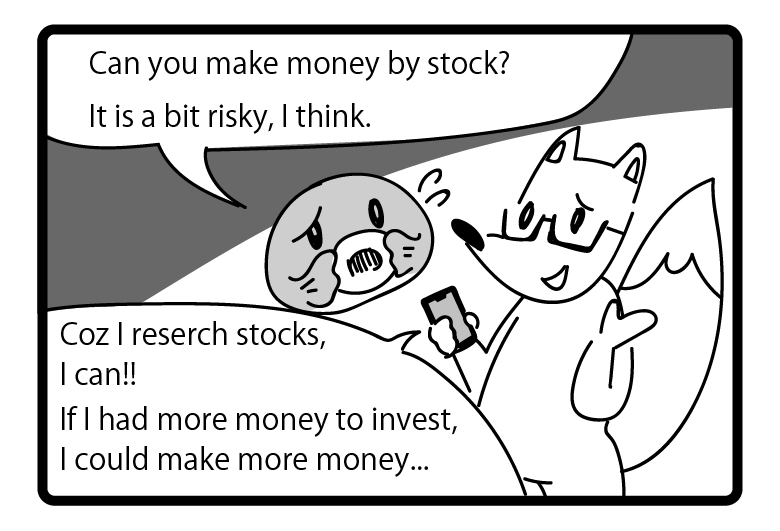 Can you make money by stock?
It is a bit risky, I think.
Coz I reserch stocks,
I can!!
If I had more money to invest,
I could make more money...